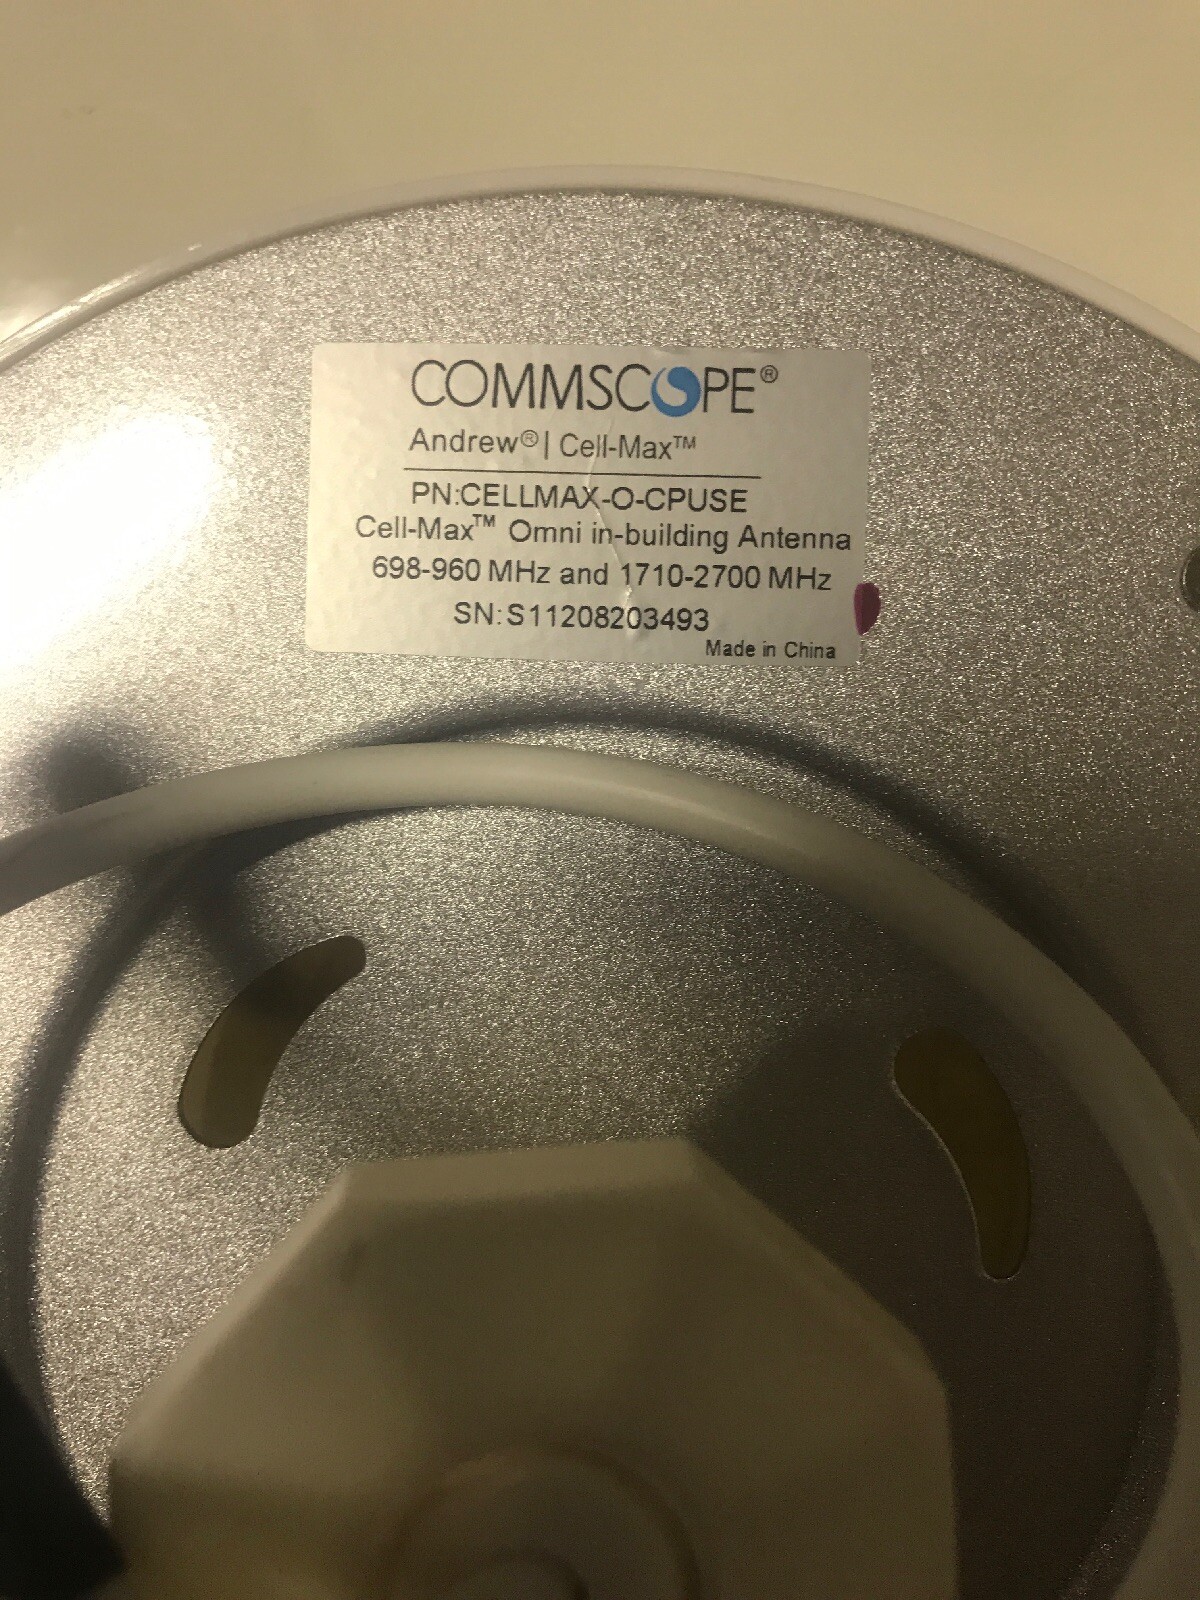 COMMSCOPE®
Andrew® | Cell-Max™
PN:CELLMAX-O-CPUSE
Cell-Max™ Omni in-building Antenna
698-960 MHz and 1710-2700 MHz
SN:S11208203493
Made in China